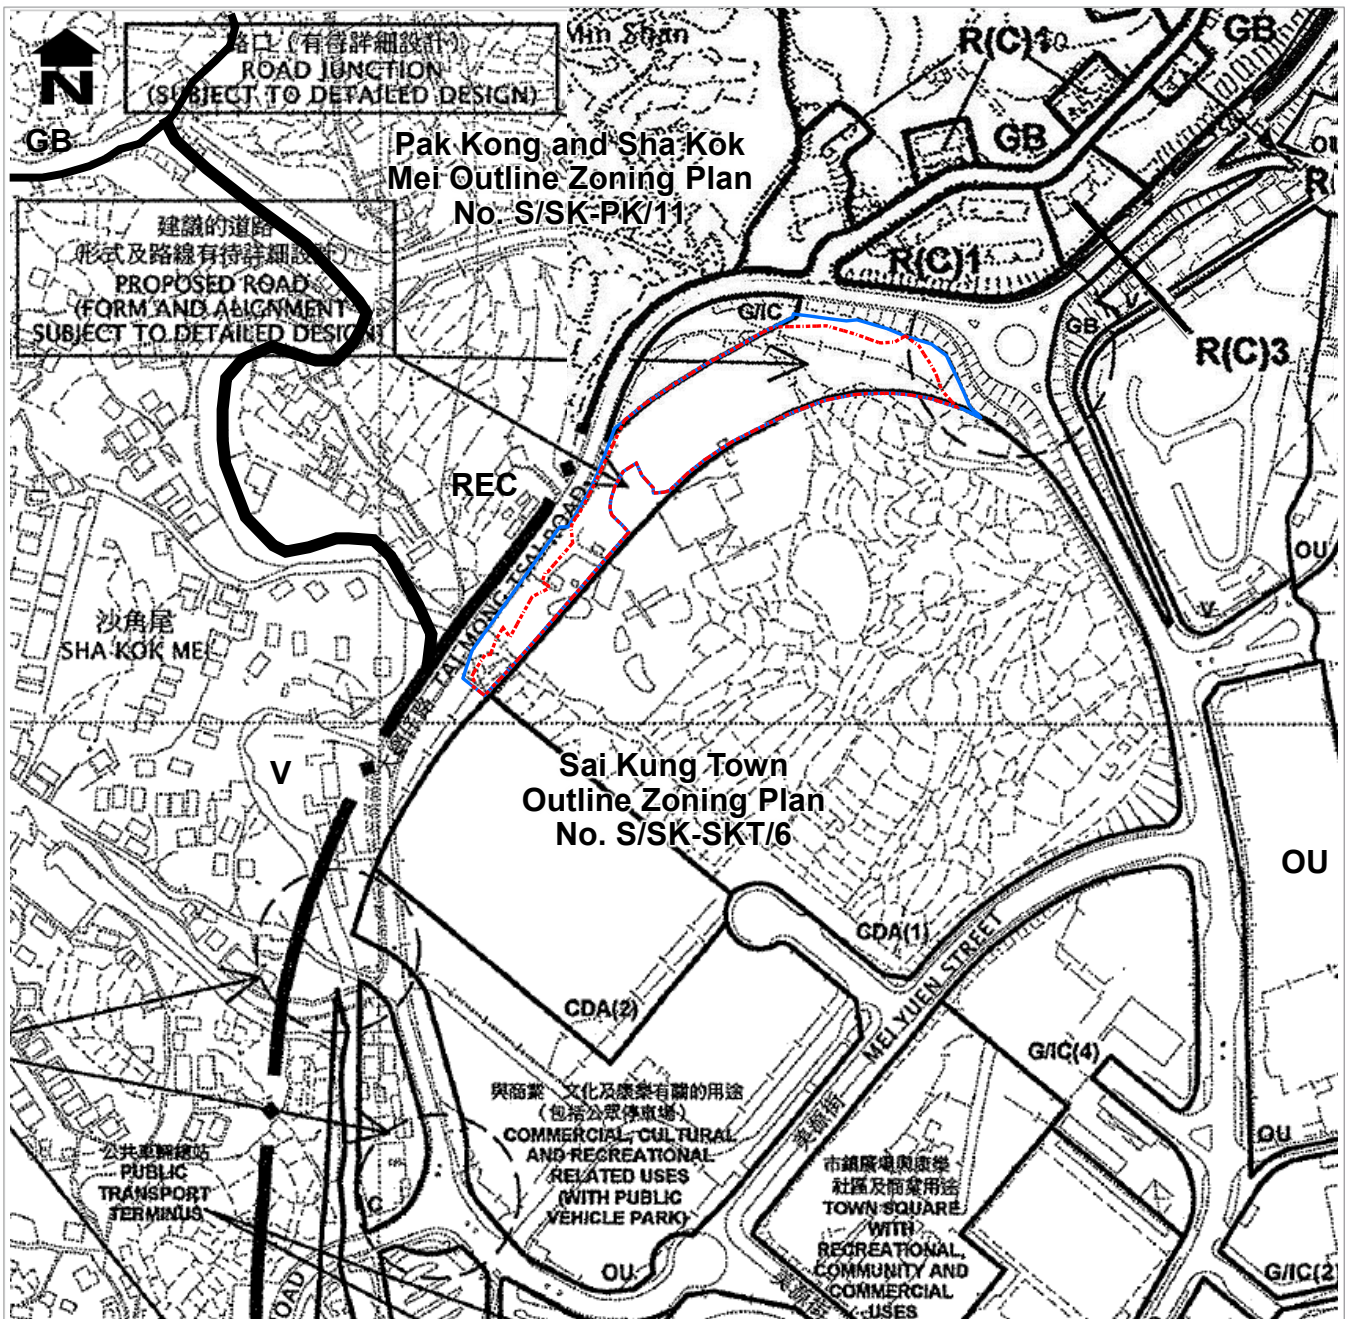 N
路口（有待詳細設計）
ROAD JUNCTION
(SUBJECT TO DETAILED DESIGN)
Min Shan
R(C)1
GB
GB
GB
Pak Kong and Sha Kok
Mei Outline Zoning Plan
No. S/SK-PK/11
OU
建議的道路
(形式及路線有待詳細設計)
PROPOSED ROAD
(FORM AND ALIGNMENT
SUBJECT TO DETAILED DESIGN)
R(C)1
V
G/IC
GB
R(C)3
REC
TAI MONG TSAI ROAD
沙角尾
SHA KOK MEI
OU
V
V
Sai Kung Town
Outline Zoning Plan
No. S/SK-SKT/6
OU
CDA(1)
MEI YUEN STREET
美源街
CDA(2)
G/IC(4)
與商業、文化及康樂有關的用途
(包括公眾停車場)
COMMERCIAL, CULTURAL
AND RECREATIONAL
RELATED USES
(WITH PUBLIC
VEHICLE PARK)
OU
公共車輛總站
PUBLIC
TRANSPORT
TERMINUS
市鎮廣場與康樂
社區及商業用途
TOWN SQUARE
WITH
RECREATIONAL,
COMMUNITY AND
COMMERCIAL
USES
OU
G/IC(2)
ROAD